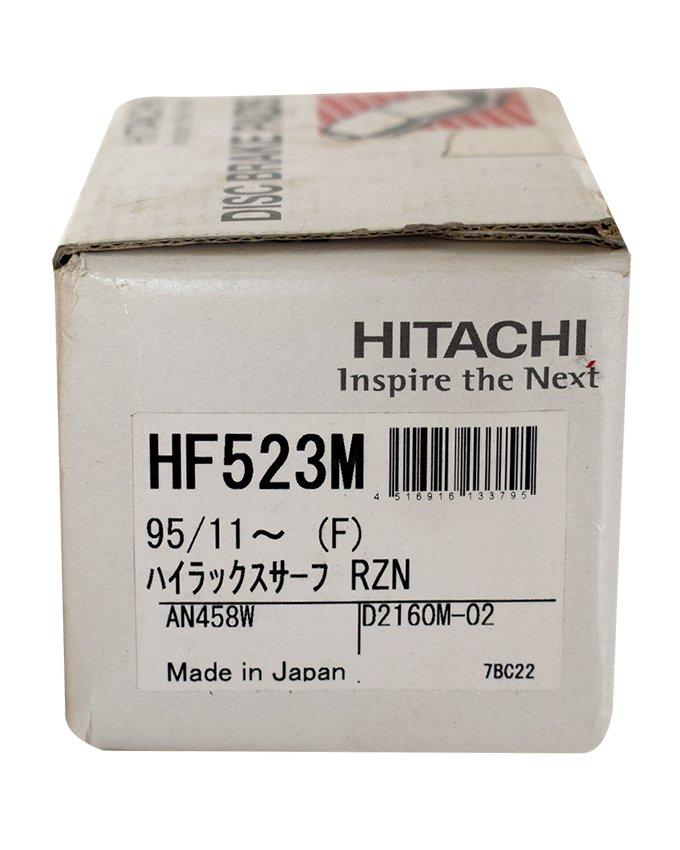 HITACHI
DISC BRAKE PADS
HITACHI
Inspire the Next
HF523M
4 516916 133795
95/11～ (F)
ハイラックスサーフ RZN
AN458W D2160M-02
Made in Japan 7BC22